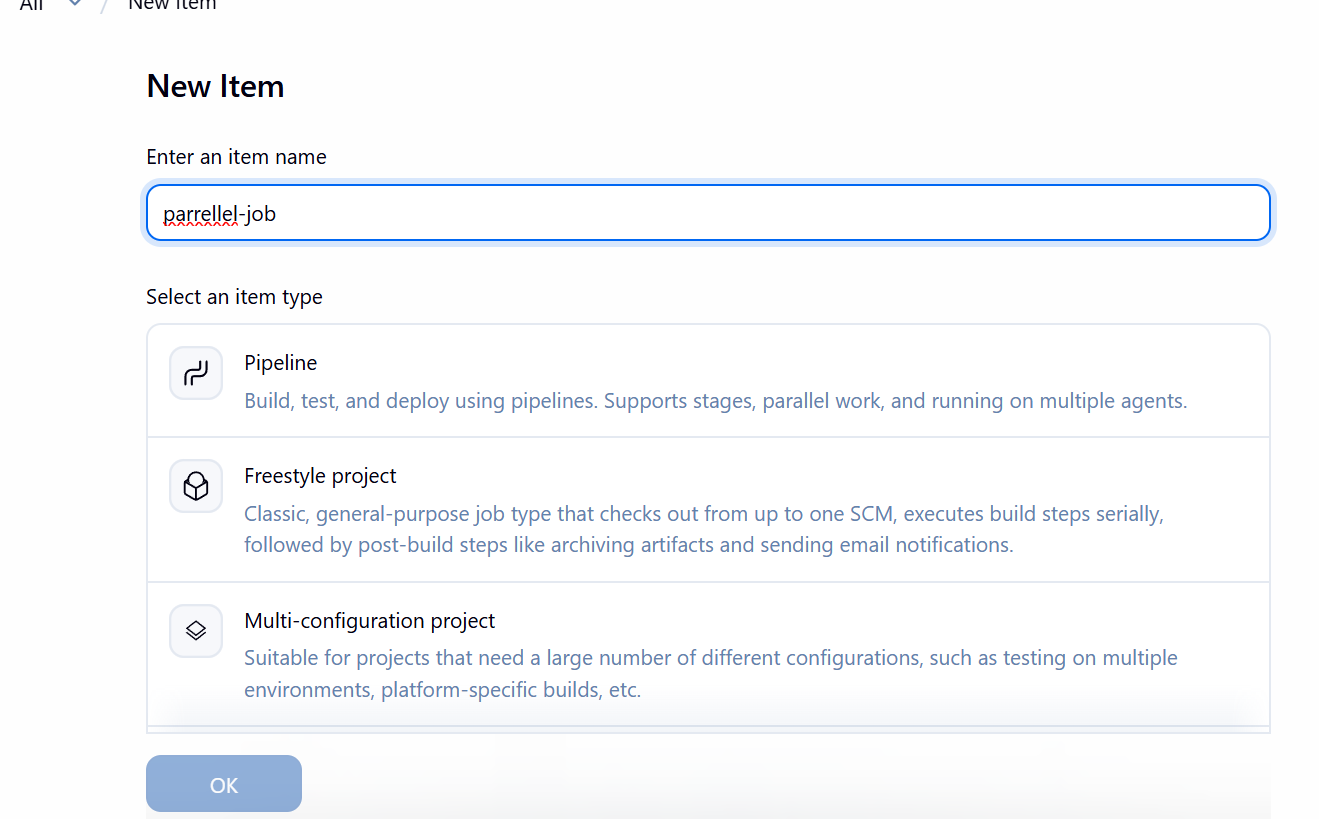 All / New Item
New Item
Enter an item name
parrellel-job
Select an item type
Pipeline
Build, test, and deploy using pipelines. Supports stages, parallel work, and running on multiple agents.
Freestyle project
Classic, general-purpose job type that checks out from up to one SCM, executes build steps serially,
followed by post-build steps like archiving artifacts and sending email notifications.
Multi-configuration project
Suitable for projects that need a large number of different configurations, such as testing on multiple
environments, platform-specific builds, etc.
OK